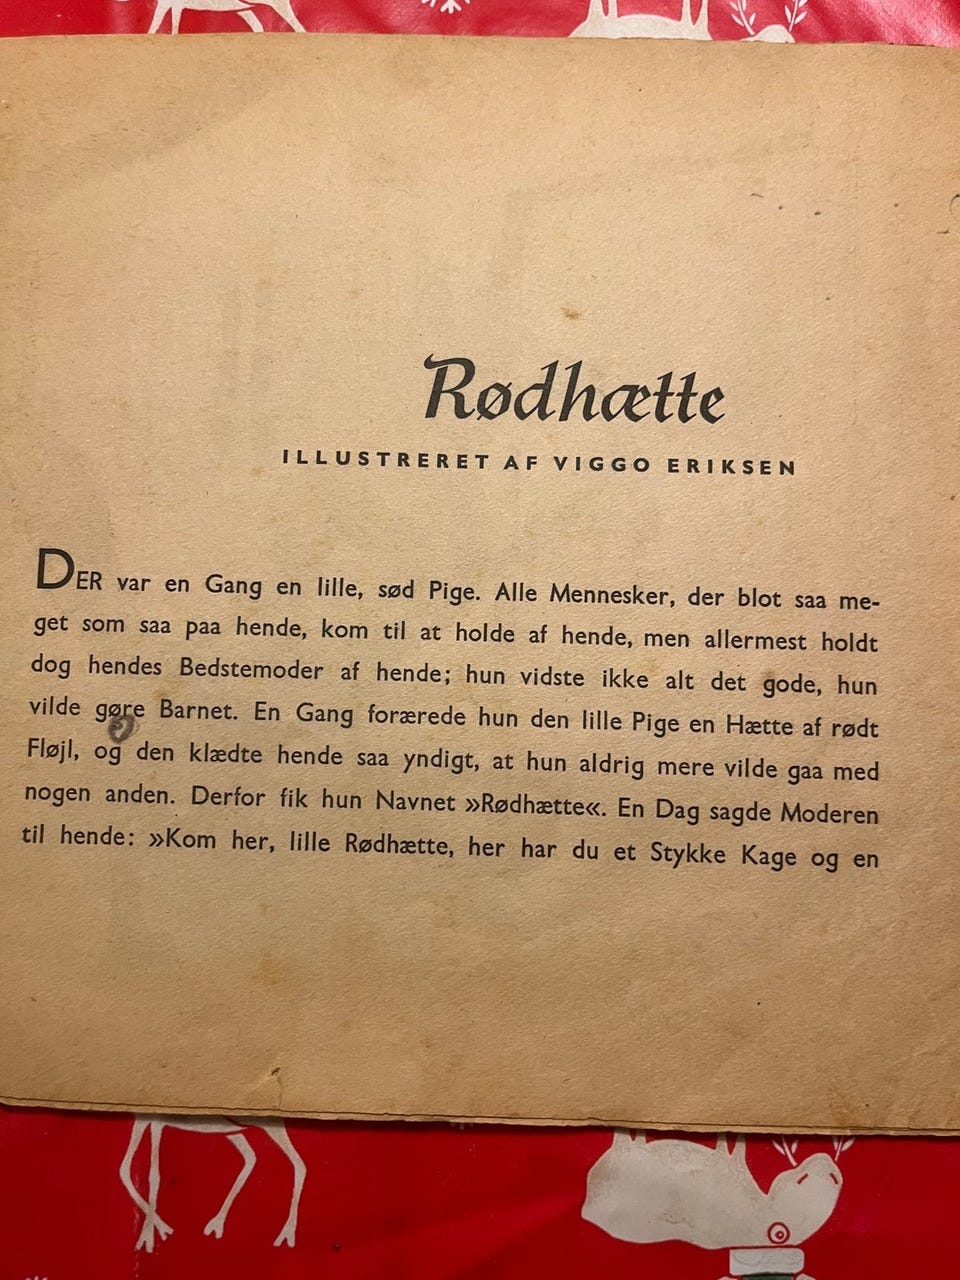 Rødhætte
ILLUSTRERET AF VIGGO ERIKSEN
DER var en Gang en lille, sød Pige. Alle Mennesker, der blot saa me-
get som saa paa hende, kom til at holde af hende, men allermest holdt
dog hendes Bedstemoder af hende; hun vidste ikke alt det gode, hun
vilde gøre Barnet. En Gang forærede hun den lille Pige en Hætte af rødt
Fløjl, og den klædte hende saa yndigt, at hun aldrig mere vilde gaa med
nogen anden. Derfor fik hun Navnet »Rødhætte«. En Dag sagde Moderen
til hende: »Kom her, lille Rødhætte, her har du et Stykke Kage og en